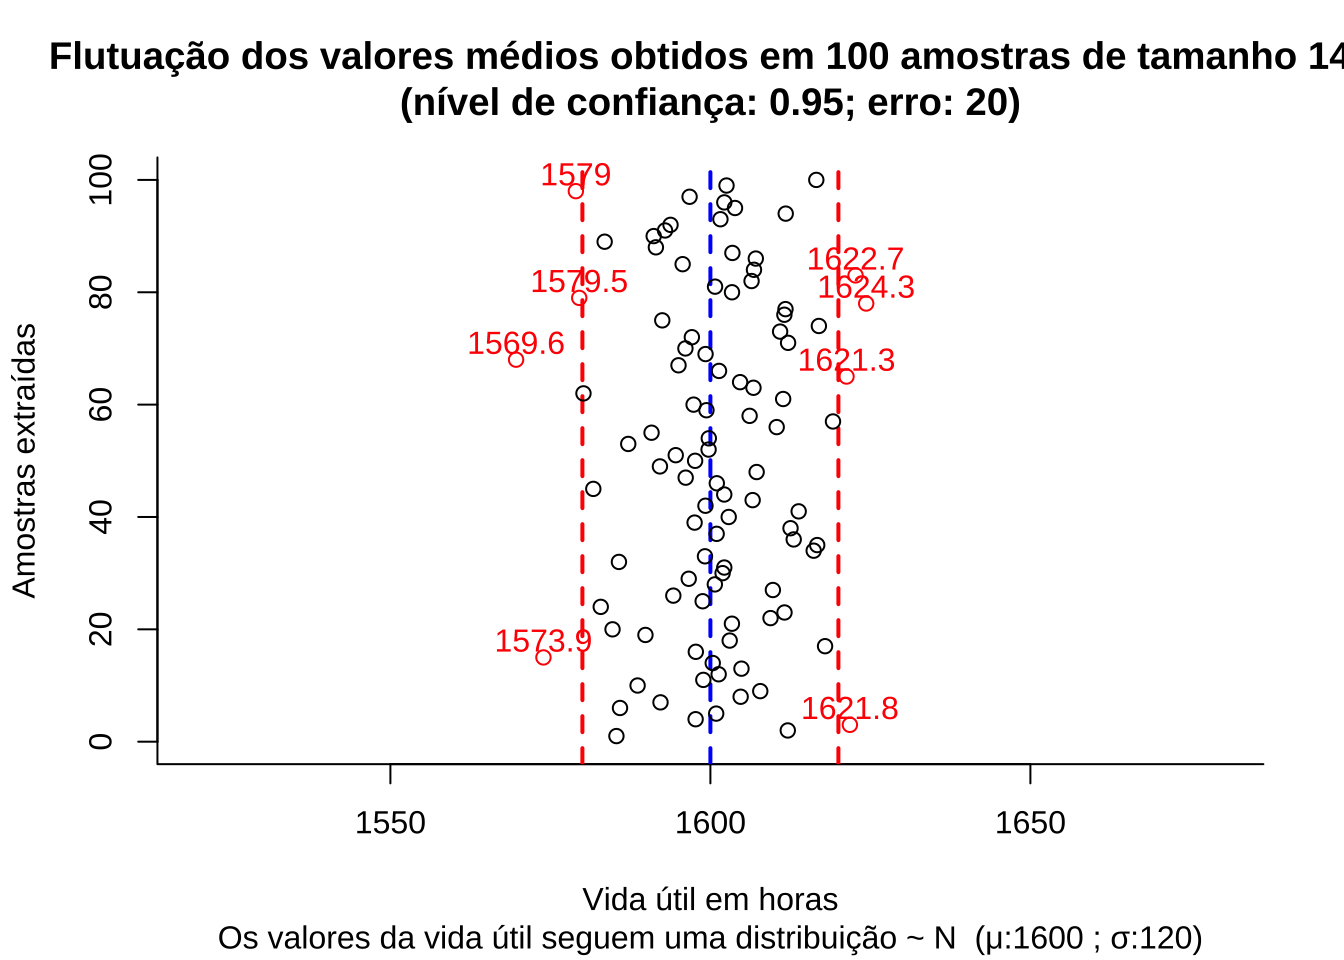 Flutuação dos valores médios obtidos em 100 amostras de tamanho 14
(nível de confiança: 0.95; erro: 20)
1579
1622.7
1579.5
1624.3
1569.6
1621.3
1573.9
1621.8
Amostras extraídas
100
80
60
40
20
0
1550 1600 1650
Vida útil em horas
Os valores da vida útil seguem uma distribuição ~ N (μ:1600 ; σ:120)